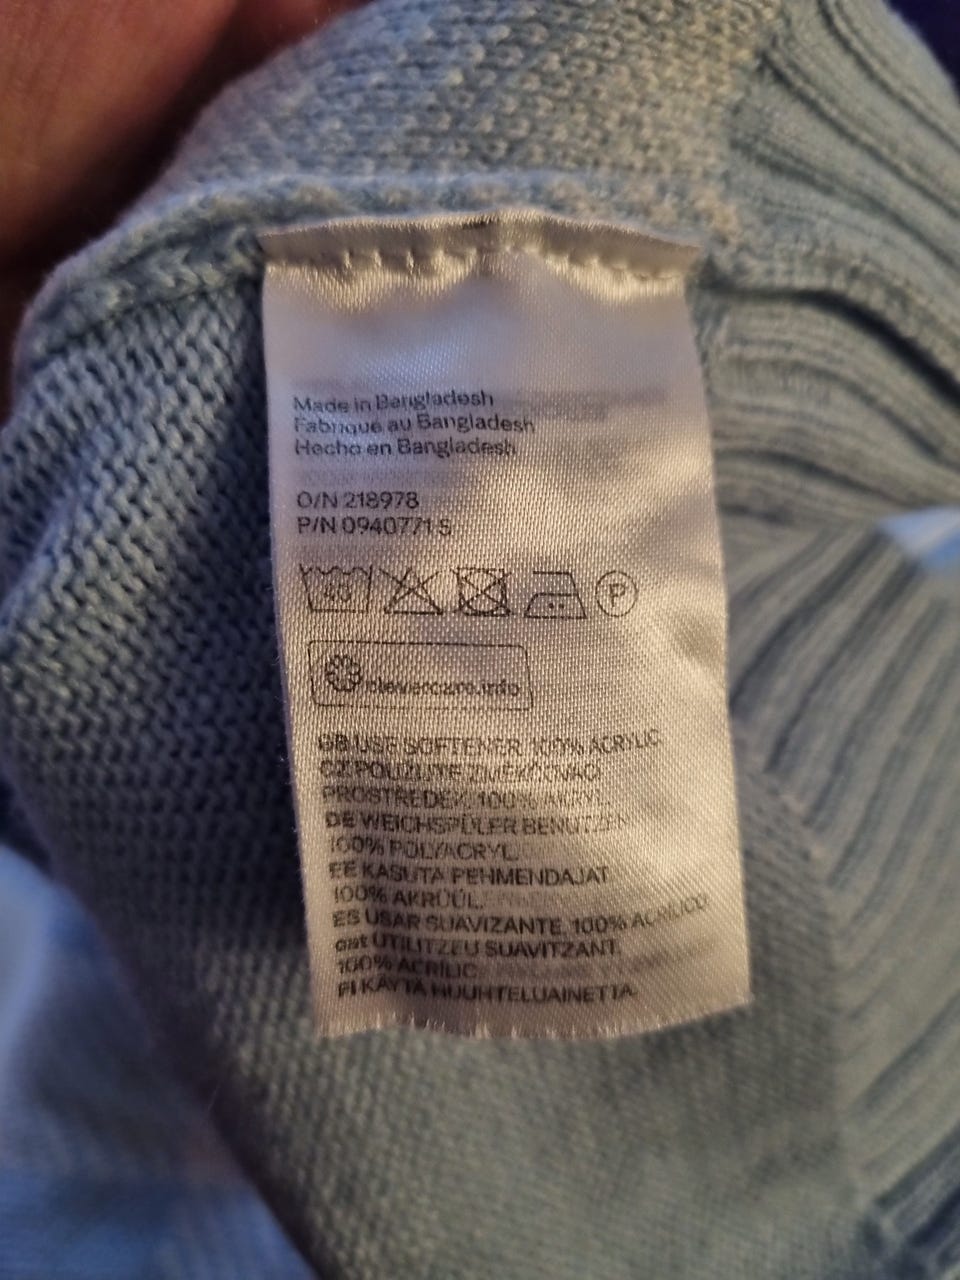 Made in Bangladesh
Fabriqué au Bangladesh
Hecho en Bangladesh
O/N 218978
P/N 0940771 5
40
P
clevercare.info
GB USE SOFTENER. 100% ACRYLIC.
CZ POUŽIJTE ZMĚKČOVACÍ
PROSTŘEDEK. 100% AKRYL.
DE WEICHSPÜLER BENUTZEN.
100% POLYACRYL.
EE KASUTA PEHMENDAJAT.
100% AKRÜÜL.
ES USAR SUAVIZANTE. 100% ACRÍLICO
cat UTILITZEU SUAVITZANT.
100% ACRÍLIC.
FI KÄYTÄ HUUHTELUAINETTA.